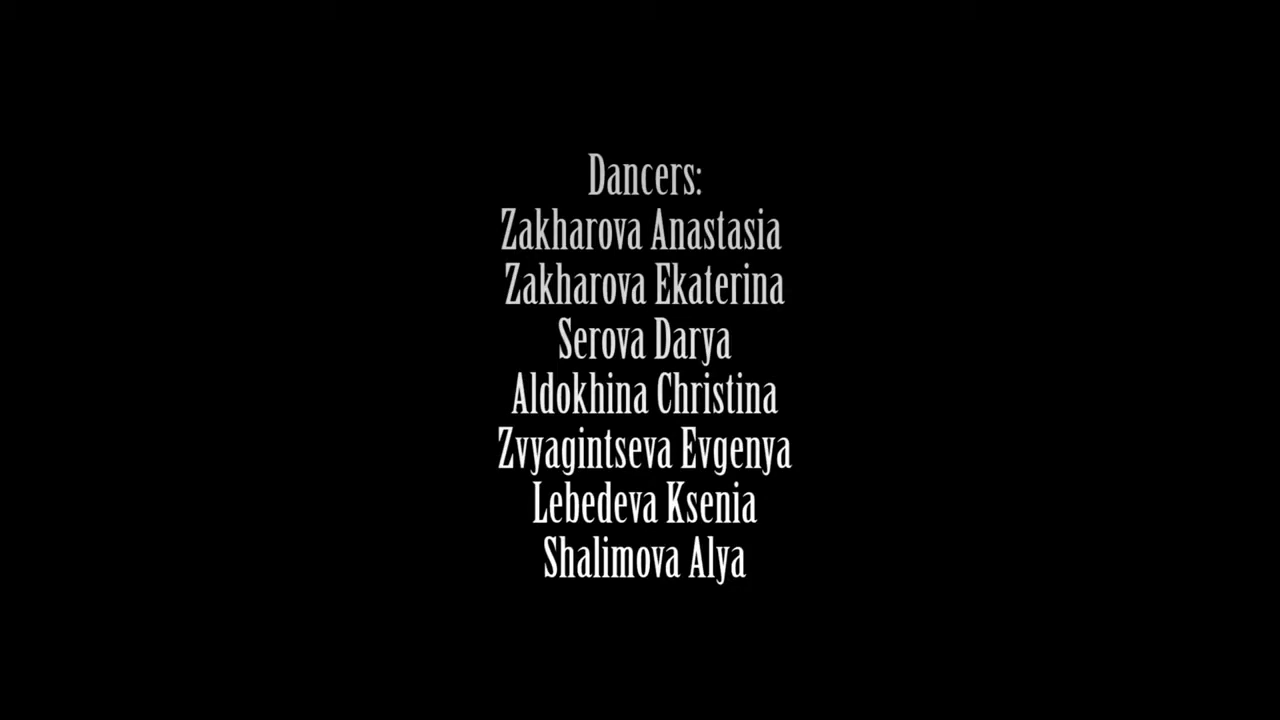 Dancers:
Zakharova Anastasia
Zakharova Ekaterina
Serova Darya
Aldokhina Christina
Zvyagintseva Evgenya
Lebedeva Ksenia
Shalimova Alya